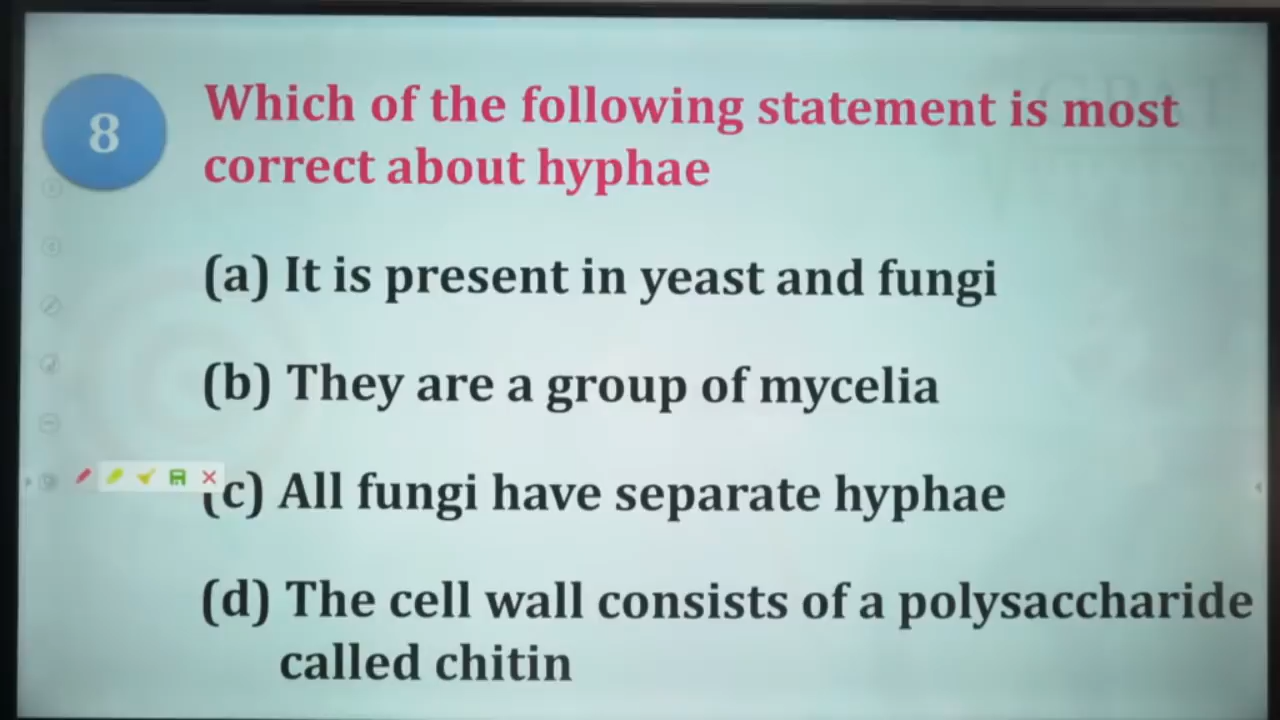 8
Which of the following statement is most
correct about hyphae
(a) It is present in yeast and fungi
(b) They are a group of mycelia
(c) All fungi have separate hyphae
(d) The cell wall consists of a polysaccharide
called chitin